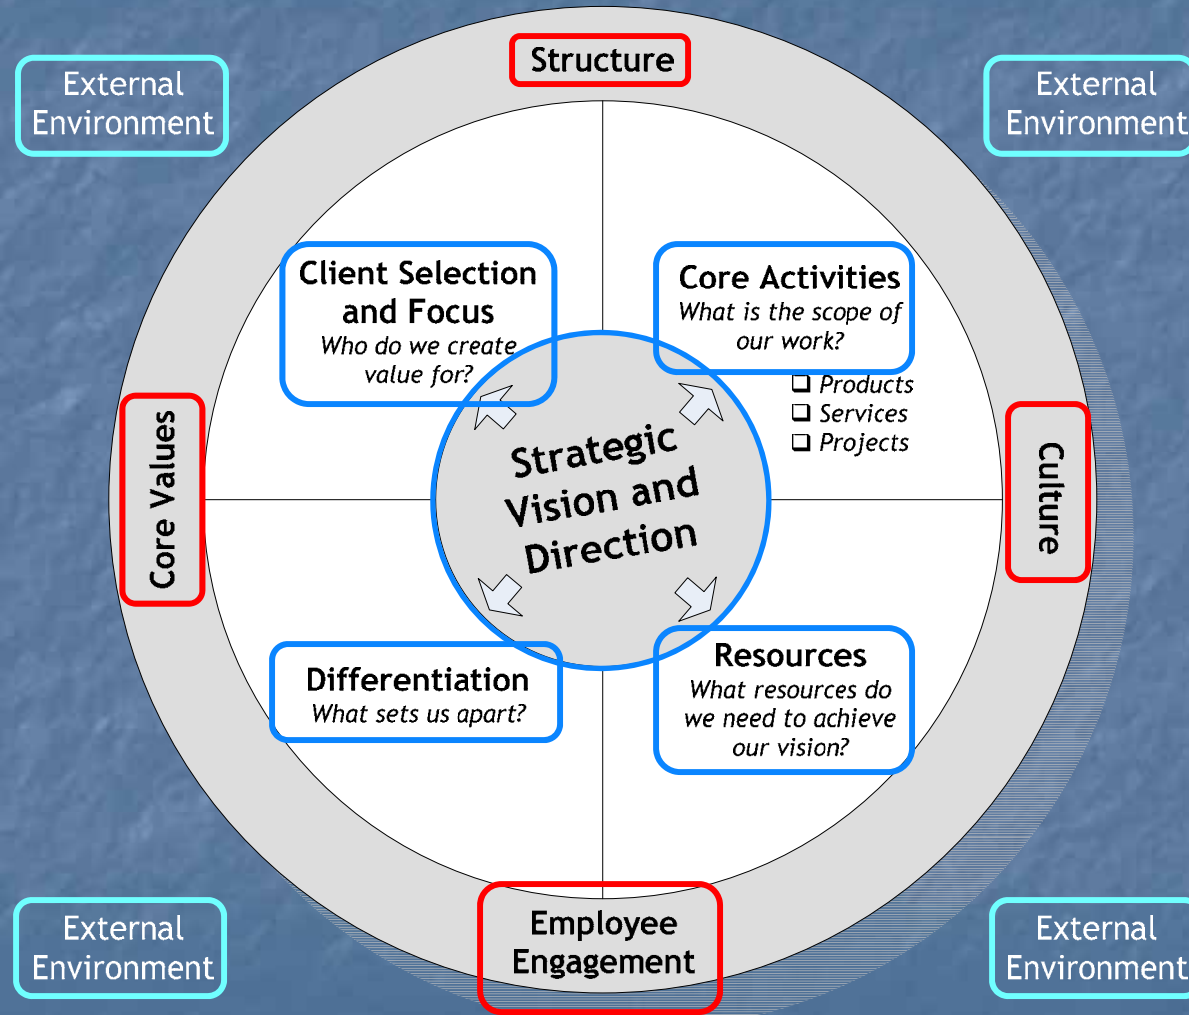 Structure
External
Environment
External
Environment
Client Selection
and Focus
Who do we create
value for?
Core Activities
What is the scope of
our work?
❑ Products
❑ Services
❑ Projects
Core Values
Strategic
Vision and
Direction
Culture
Differentiation
What sets us apart?
Resources
What resources do
we need to achieve
our vision?
Employee
Engagement
External
Environment
External
Environment